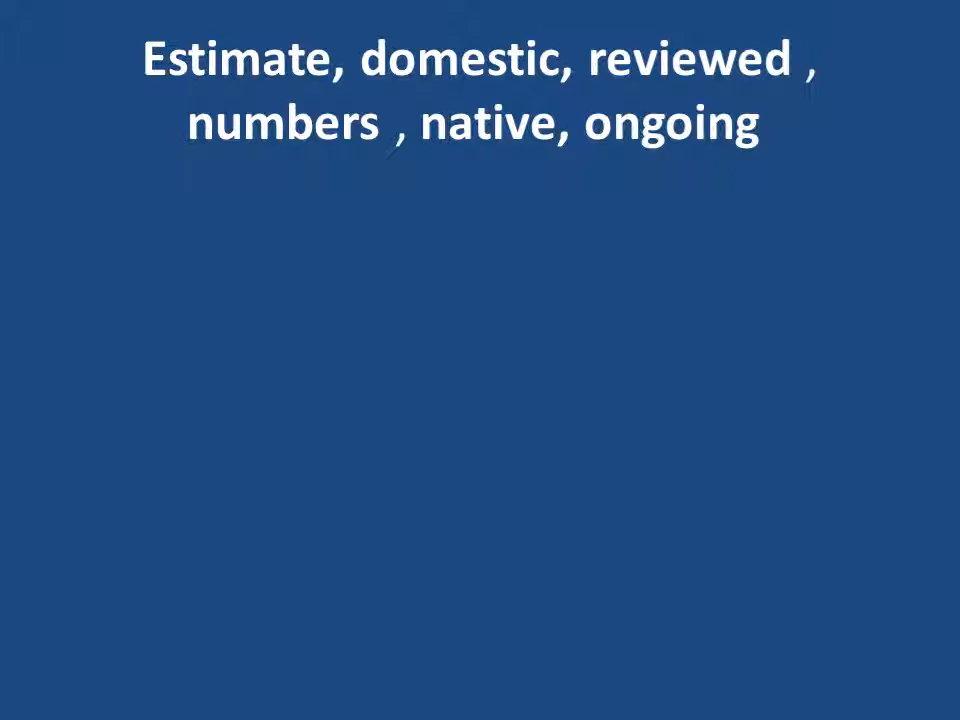 Estimate, domestic, reviewed ,
numbers , native, ongoing